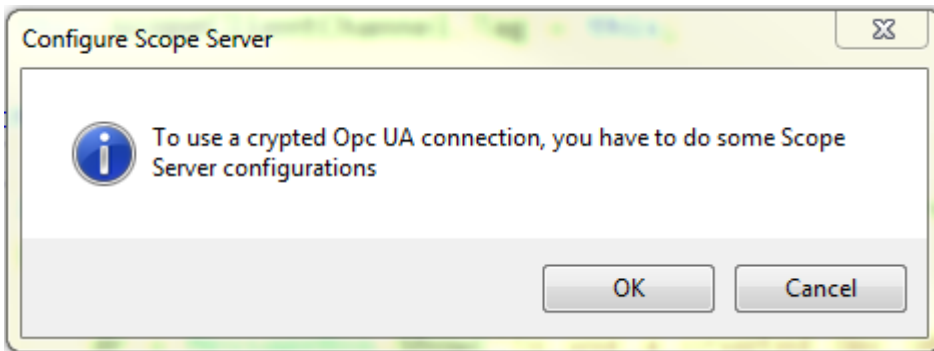 Configure Scope Server
To use a crypted Opc UA connection, you have to do some Scope
Server configurations
OK
Cancel